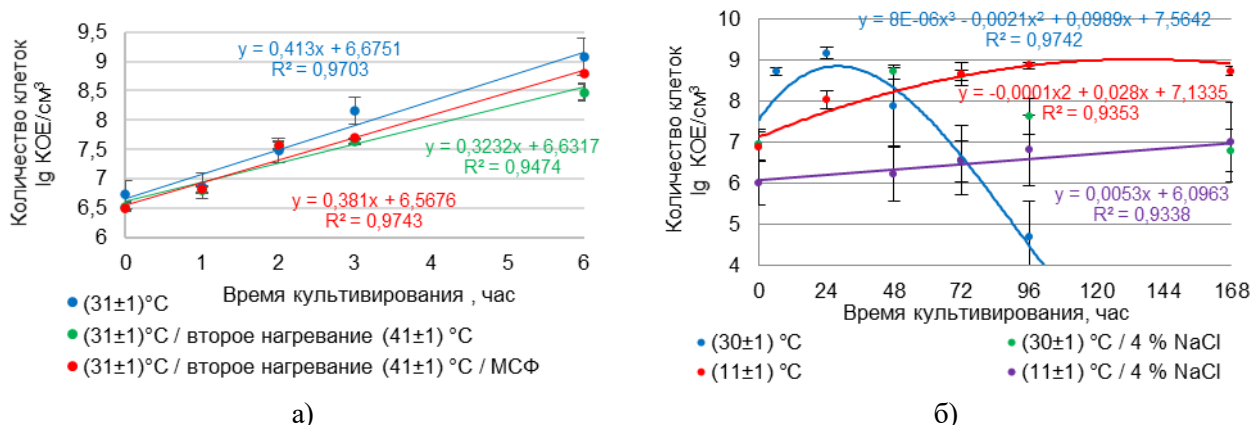 Количество клеток
lg КОЕ/см³
9,5
9
8,5
8
7,5
7
6,5
6
y = 0,413x + 6,6751
R² = 0,9703
y = 0,3232x + 6,6317
R² = 0,9474
y = 0,381x + 6,5676
R² = 0,9743
0 1 2 3 4 5 6
Время культивирования , час
(31±1)°C
(31±1)°C / второе нагревание (41±1) °C
(31±1)°C / второе нагревание (41±1) °C / МСФ
а)
Количество клеток
lg КОЕ/см³
10
9
8
7
6
5
4
y = 8E-06x³ - 0,0021x² + 0,0989x + 7,5642
R² = 0,9742
y = -0,0001x2 + 0,028x + 7,1335
R² = 0,9353
y = 0,0053x + 6,0963
R² = 0,9338
0 24 48 72 96 120 144 168
Время культивирования, час
(30±1) °C
(30±1) °C / 4 % NaCl
(11±1) °C
(11±1) °C / 4 % NaCl
б)